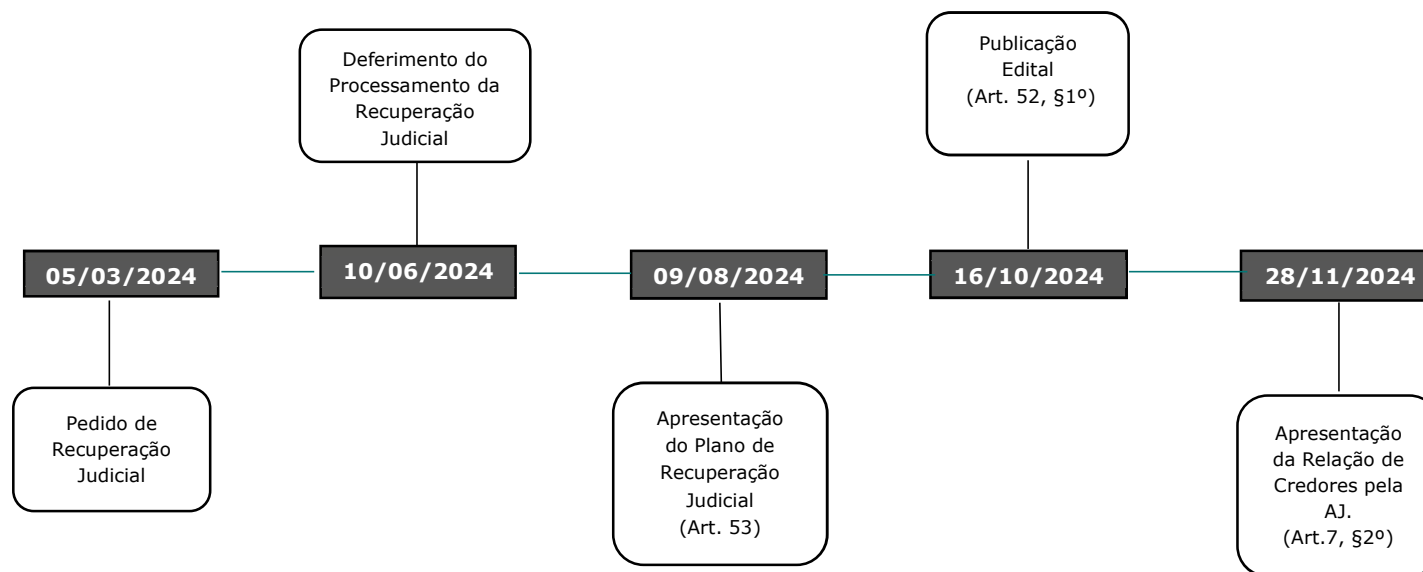 Deferimento do
Processamento da
Recuperação
Judicial
Publicação
Edital
(Art. 52, §1º)
05/03/2024
10/06/2024
09/08/2024
16/10/2024
28/11/2024
Pedido de
Recuperação
Judicial
Apresentação
do Plano de
Recuperação
Judicial
(Art. 53)
Apresentação
da Relação de
Credores pela
AJ.
(Art.7, §2º)